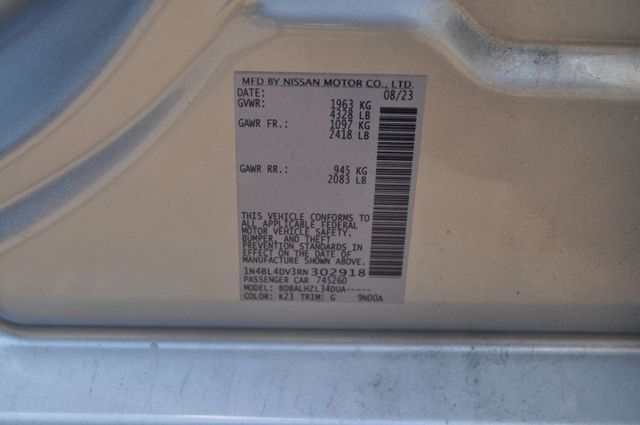 MFD BY NISSAN MOTOR CO., LTD.
DATE: 08/23
GVWR: 1963 KG
4328 LB
GAWR FR.: 1097 KG
2418 LB
GAWR RR.: 945 KG
2083 LB
THIS VEHICLE CONFORMS TO
ALL APPLICABLE FEDERAL
MOTOR VEHICLE SAFETY,
BUMPER, AND THEFT
PREVENTION STANDARDS IN
EFFECT ON THE DATE OF
MANUFACTURE SHOWN ABOVE.
1N4BL4DV3RN302918
PASSENGER CAR 745260
MODEL: BDBALHZL34DUA-----
COLOR: K23 TRIM: G 9N00A